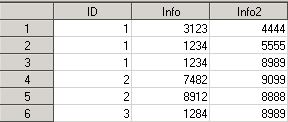 ID Info Info2
1 1 3123 4444
2 1 1234 5555
3 1 1234 8989
4 2 7482 9099
5 2 8912 8888
6 3 1284 8989